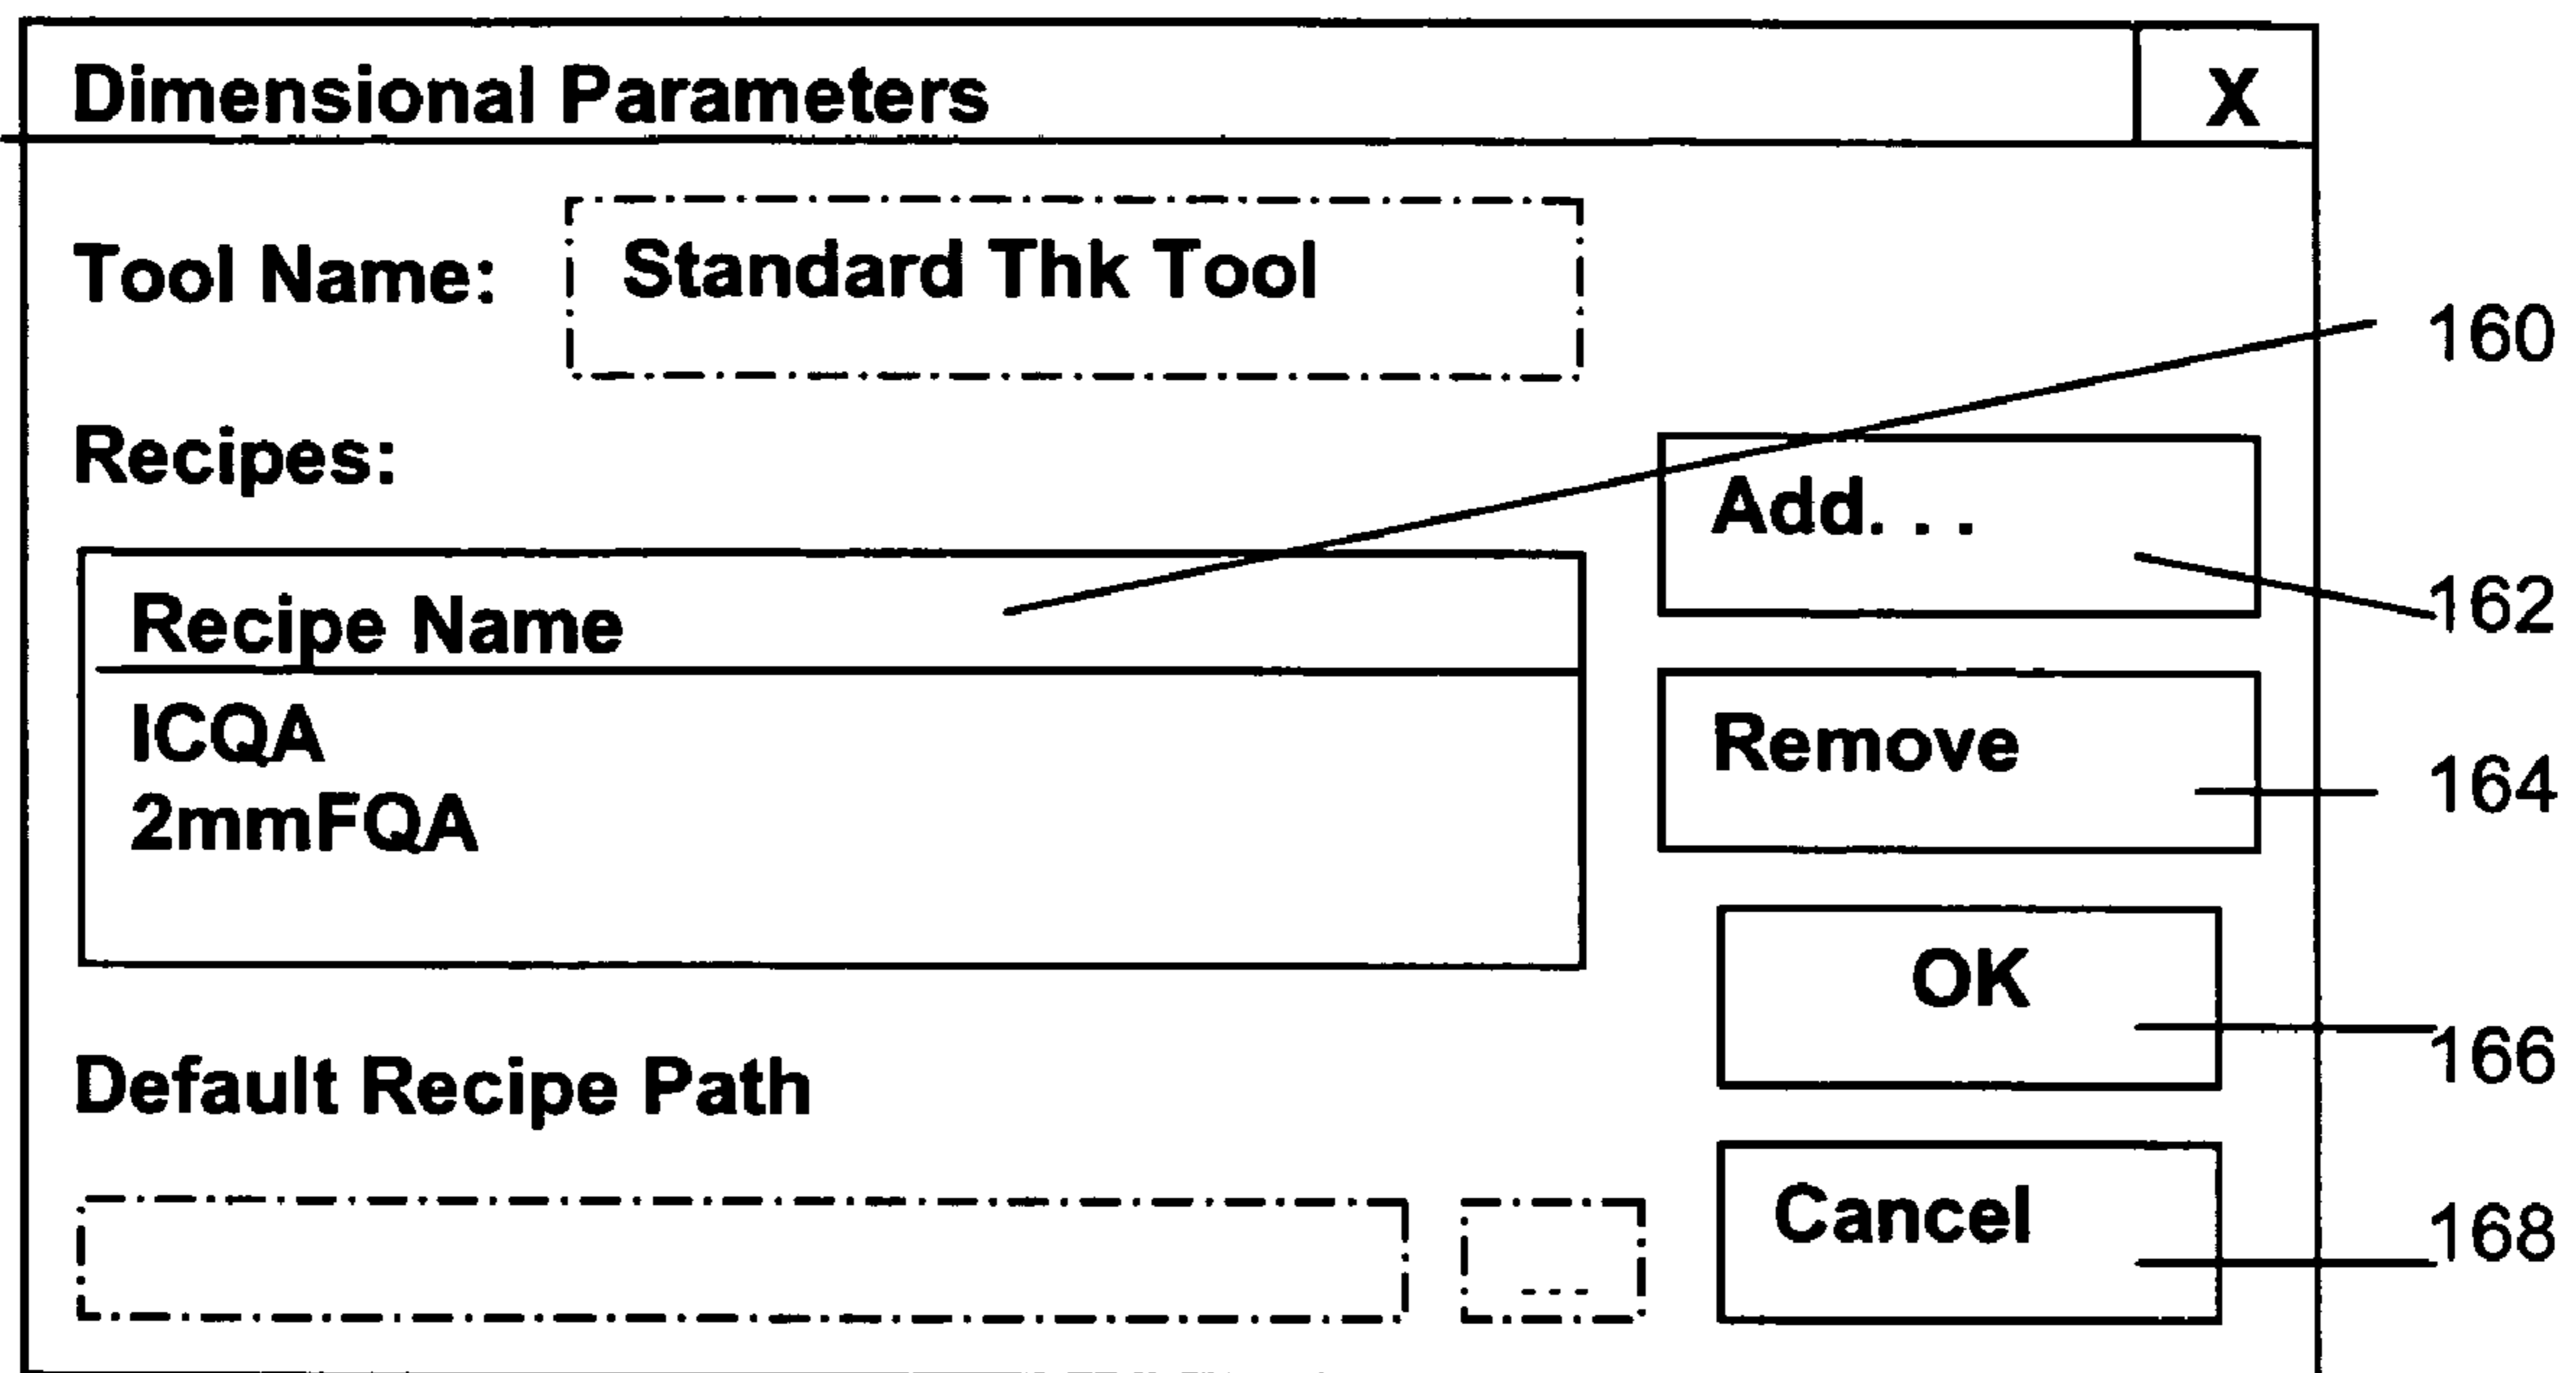 Dimensional Parameters X
Tool Name: Standard Thk Tool
160
Recipes:
Add. . .
162
Recipe Name
ICQA
2mmFQA
Remove
164
OK
166
Default Recipe Path
---
Cancel
168